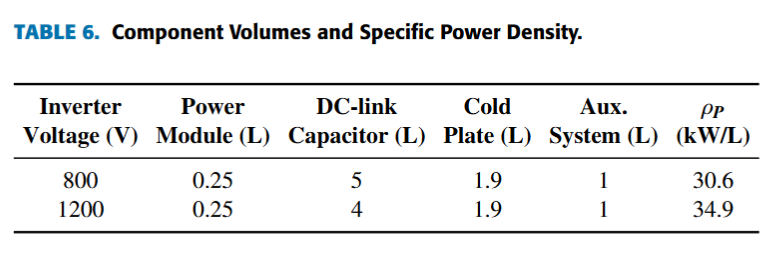 TABLE 6. Component Volumes and Specific Power Density.
Inverter Power DC-link Cold Aux. ρP
Voltage (V) Module (L) Capacitor (L) Plate (L) System (L) (kW/L)
800 0.25 5 1.9 1 30.6
1200 0.25 4 1.9 1 34.9